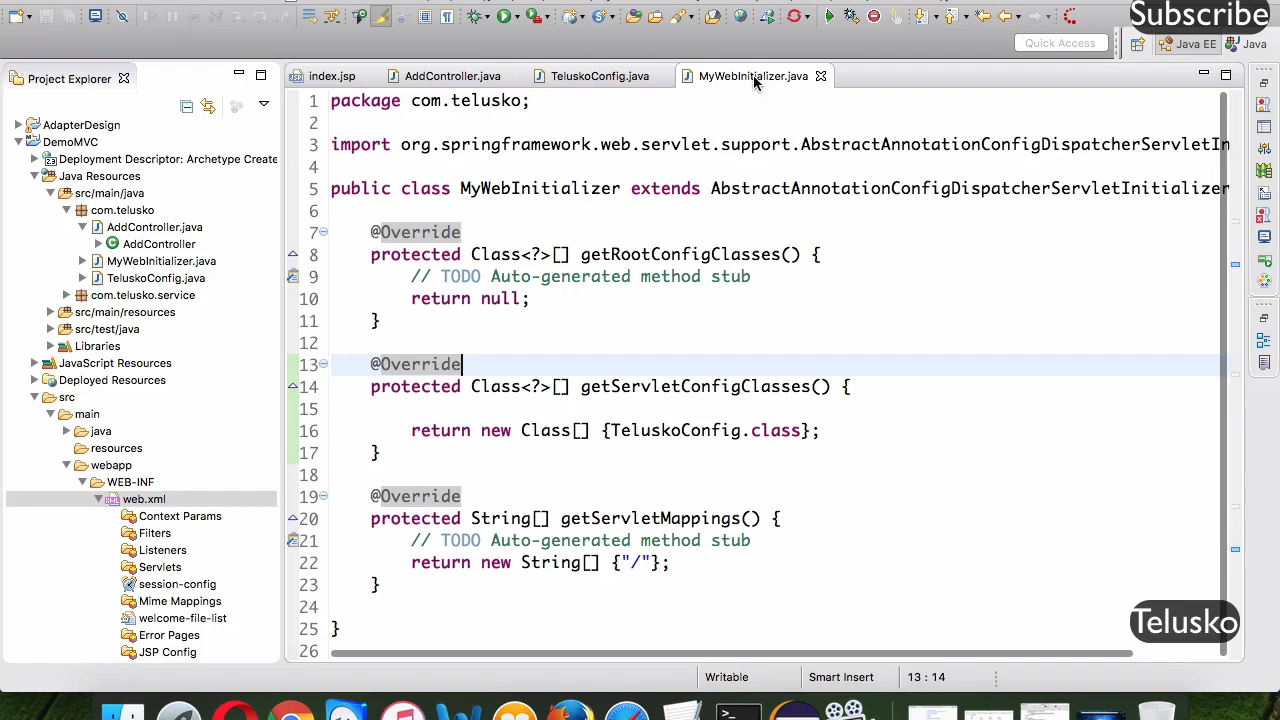 Subscribe
Quick Access
Java EE
Java
Project Explorer
index.jsp
AddController.java
TeluskoConfig.java
MyWebInitializer.java
AdapterDesign
DemoMVC
Deployment Descriptor: Archetype Create
Java Resources
src/main/java
com.telusko
AddController.java
AddController
MyWebInitializer.java
TeluskoConfig.java
com.telusko.service
src/main/resources
src/test/java
Libraries
JavaScript Resources
Deployed Resources
src
main
java
resources
webapp
WEB-INF
web.xml
Context Params
Filters
Listeners
Servlets
session-config
Mime Mappings
welcome-file-list
Error Pages
JSP Config
1 package com.telusko;
2
3 import org.springframework.web.servlet.support.AbstractAnnotationConfigDispatcherServletIn
4
5 public class MyWebInitializer extends AbstractAnnotationConfigDispatcherServletInitializer
6
7 @Override
8 protected Class<?>[] getRootConfigClasses() {
9 // TODO Auto-generated method stub
10 return null;
11 }
12
13 @Override
14 protected Class<?>[] getServletConfigClasses() {
15
16 return new Class[] {TeluskoConfig.class};
17 }
18
19 @Override
20 protected String[] getServletMappings() {
21 // TODO Auto-generated method stub
22 return new String[] {"/"};
23 }
24
25 }
26
Telusko
Writable
Smart Insert
13 : 14